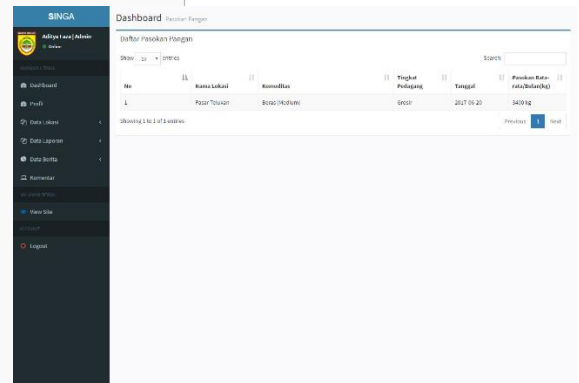 SINGA
Dashboard Pasokan Pangan
Aditya Laza | Admin
Online
Daftar Pasokan Pangan
Show 10 entries
Search:
Dashboard
Profil
Data Lokasi
Data Laporan
Data Berita
Komentar
View Site
Logout
No
Nama Lokasi
Komoditas
Tingkat Pedagang
Tanggal
Pasokan Rata-rata/Bulan(kg)
1
Beras (Medium)
Grosir
2017-06-20
3400 kg
Showing 1 to 1 of 1 entries
Previous 1 Next